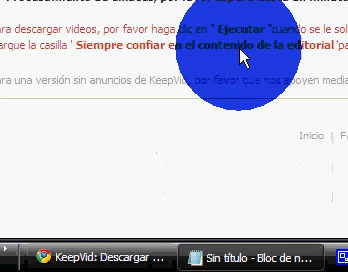 ara descargar videos, por favor haga clic en " Ejecutar "cuando se le sol
arque la casilla ' Siempre confiar en el contenido de la editorial 'pa
ara una versión sin anuncios de KeepVid, por favor que nos apoyen media
Inicio | F
KeepVid: Descargar ...
Sin título - Bloc de n...